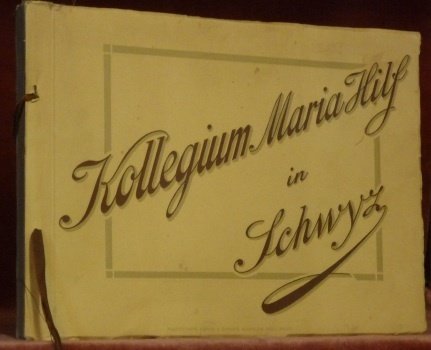 Kollegium Maria Hilf
in
Schwyz